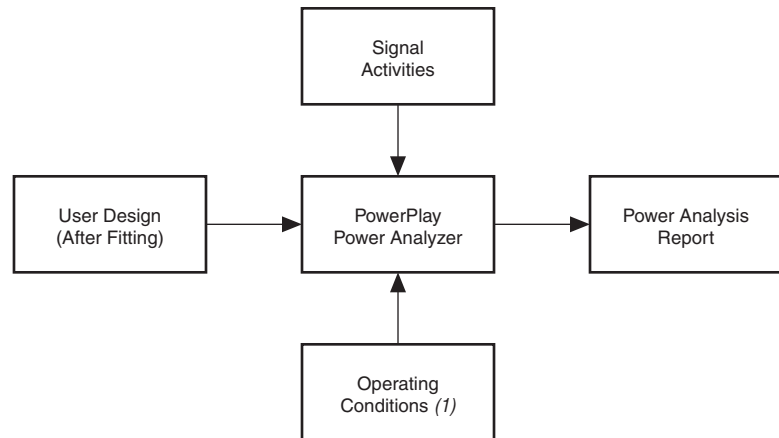 Signal
Activities
User Design
(After Fitting)
PowerPlay
Power Analyzer
Power Analysis
Report
Operating
Conditions (1)